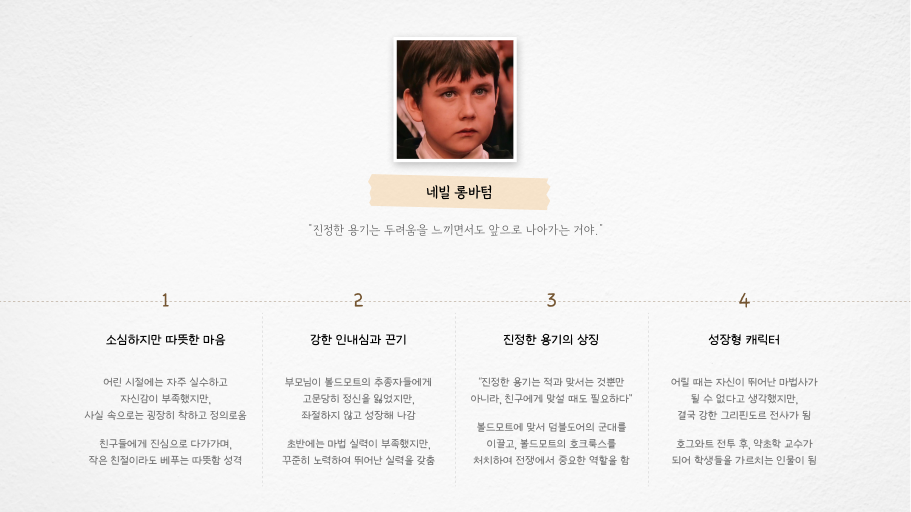 네빌 롱바텀
"진정한 용기는 두려움을 느끼면서도 앞으로 나아가는 거야."
1
소심하지만 따뜻한 마음
어린 시절에는 자주 실수하고
자신감이 부족했지만,
사실 속으로는 굉장히 착하고 정의로움
친구들에게 진심으로 다가가며,
작은 친절이라도 베푸는 따뜻함 성격
2
강한 인내심과 끈기
부모님이 볼드모트의 추종자들에게
고문당히 정신을 잃었지만,
좌절하지 않고 성장해 나감
초반에는 마법 실력이 부족했지만,
꾸준히 노력하여 뛰어난 실력을 갖춤
3
진정한 용기의 상징
"진정한 용기는 적과 맞서는 것뿐만
아니라, 친구에게 맞설 때도 필요하다"
볼드모트에 맞서 덤블도어의 군대를
이끌고, 볼드모트의 호크룩스를
처치하여 전쟁에서 중요한 역할을 함
4
성장형 캐릭터
어릴 때는 자신이 뛰어난 마법사가
될 수 없다고 생각했지만,
결국 강한 그리핀도르 전사가 됨
호그와트 전투 후, 약초학 교수가
되어 학생들을 가르치는 인물이 됨